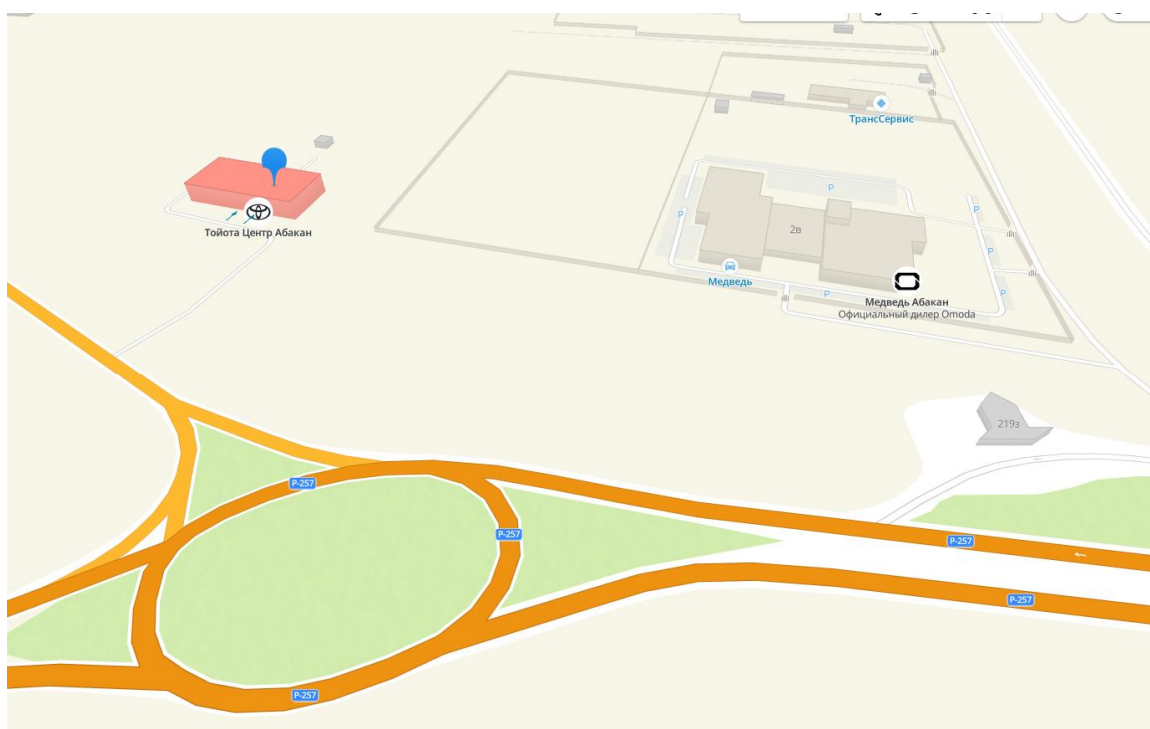 ТрансСервис
P
P
P
2в
Тойота Центр Абакан
P
Медведь
P
P
Медведь Абакан
Официальный дилер Omoda
219з
Р-257
Р-257
Р-257
Р-257
Р-257